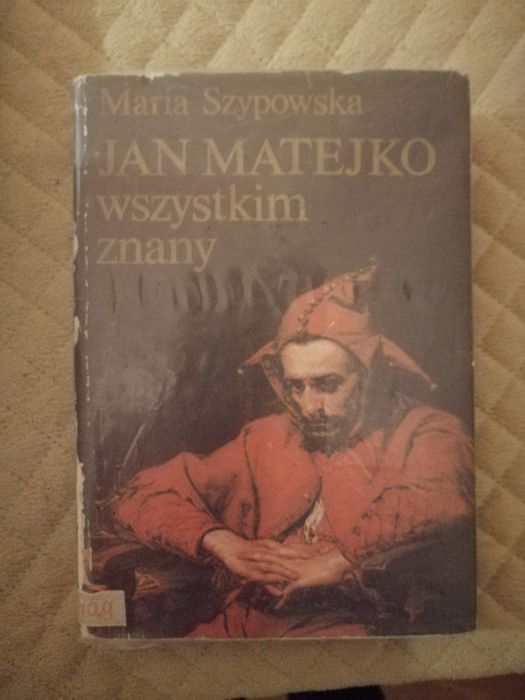 Maria Szypowska
JAN MATEJKO
wszystkim
znany